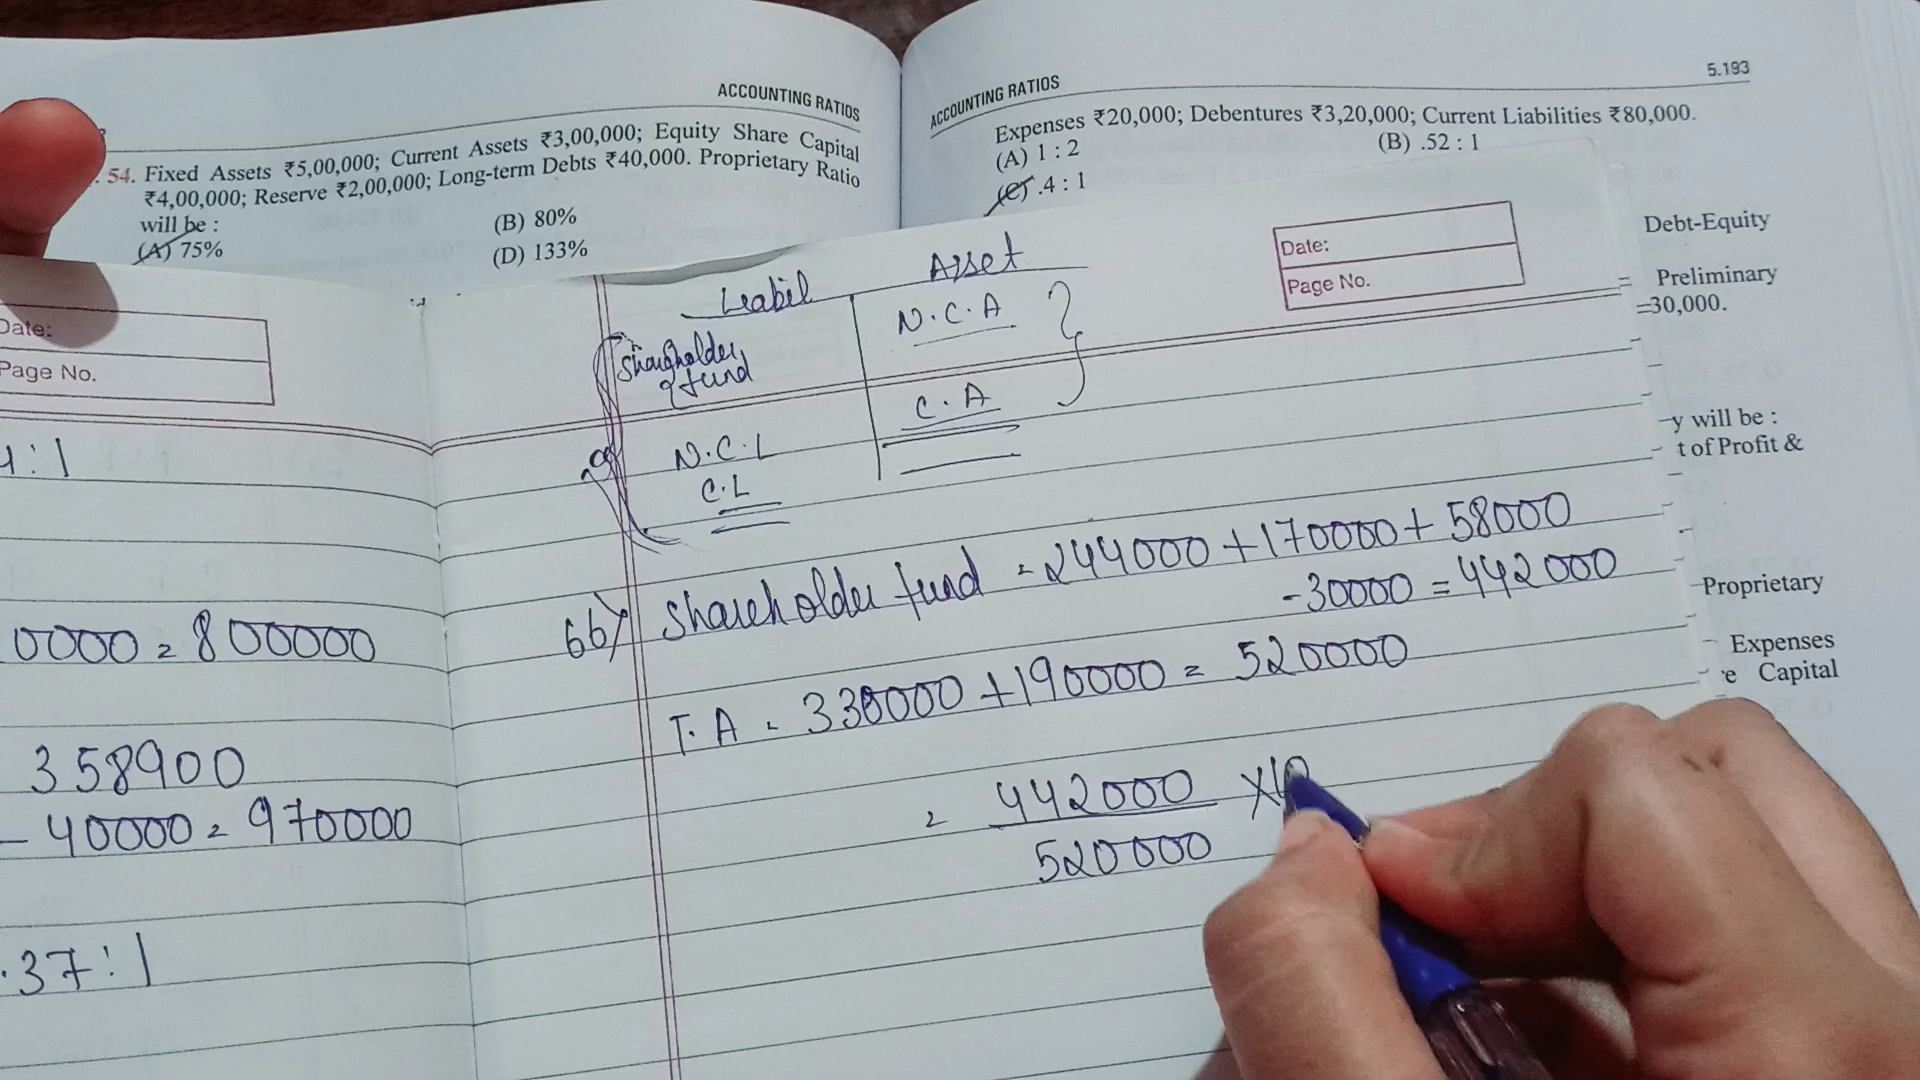 ACCOUNTING RATIOS
54. Fixed Assets ₹5,00,000; Current Assets ₹3,00,000; Equity Share Capital
₹4,00,000; Reserve ₹2,00,000; Long-term Debts ₹40,000. Proprietary Ratio
will be :
(A) 75%
(B) 80%
(D) 133%
Date:
Page No.
4:1
0000 = 800000
358900
- 40000 = 970000
.37:1
ACCOUNTING RATIOS
5.193
Expenses ₹20,000; Debentures ₹3,20,000; Current Liabilities ₹80,000.
(A) 1 : 2
(B) .52 : 1
(C) .4 : 1
Date:
Page No.
Leabil
Asset
Shareholder
fund
N.C.A
C.A
N.C.L
C.L
66) Shareholder fund = 244000 + 170000 + 58000
- 30000 = 442000
T.A = 330000 + 190000 = 520000
= 442000 X10
520000
Debt-Equity
Preliminary
=30,000.
y will be :
t of Profit &
Proprietary
Expenses
e Capital